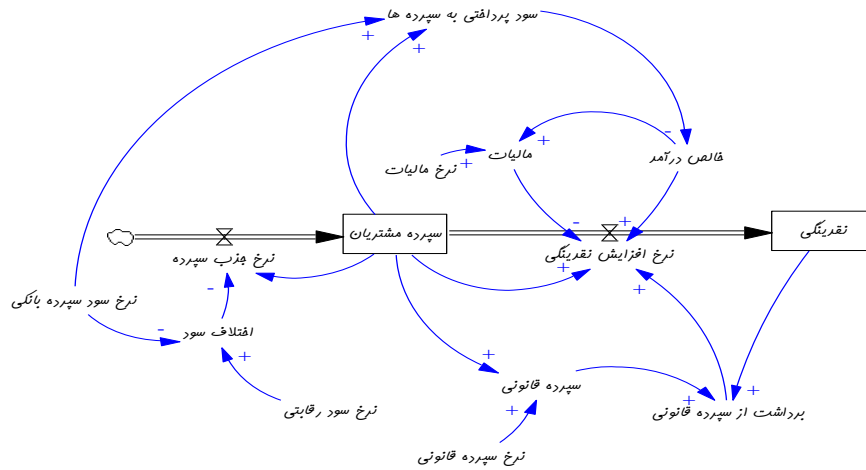 سود پرداختی به سپرده ها
مالیات
خالص درآمد
نرخ مالیات
سپرده مشتریان
نقدینگی
نرخ جذب سپرده
نرخ افزایش نقدینگی
نرخ سود سپرده بانکی
اختلاف سود
سپرده قانونی
نرخ سود رقابتی
برداشت از سپرده قانونی
نرخ سپرده قانونی